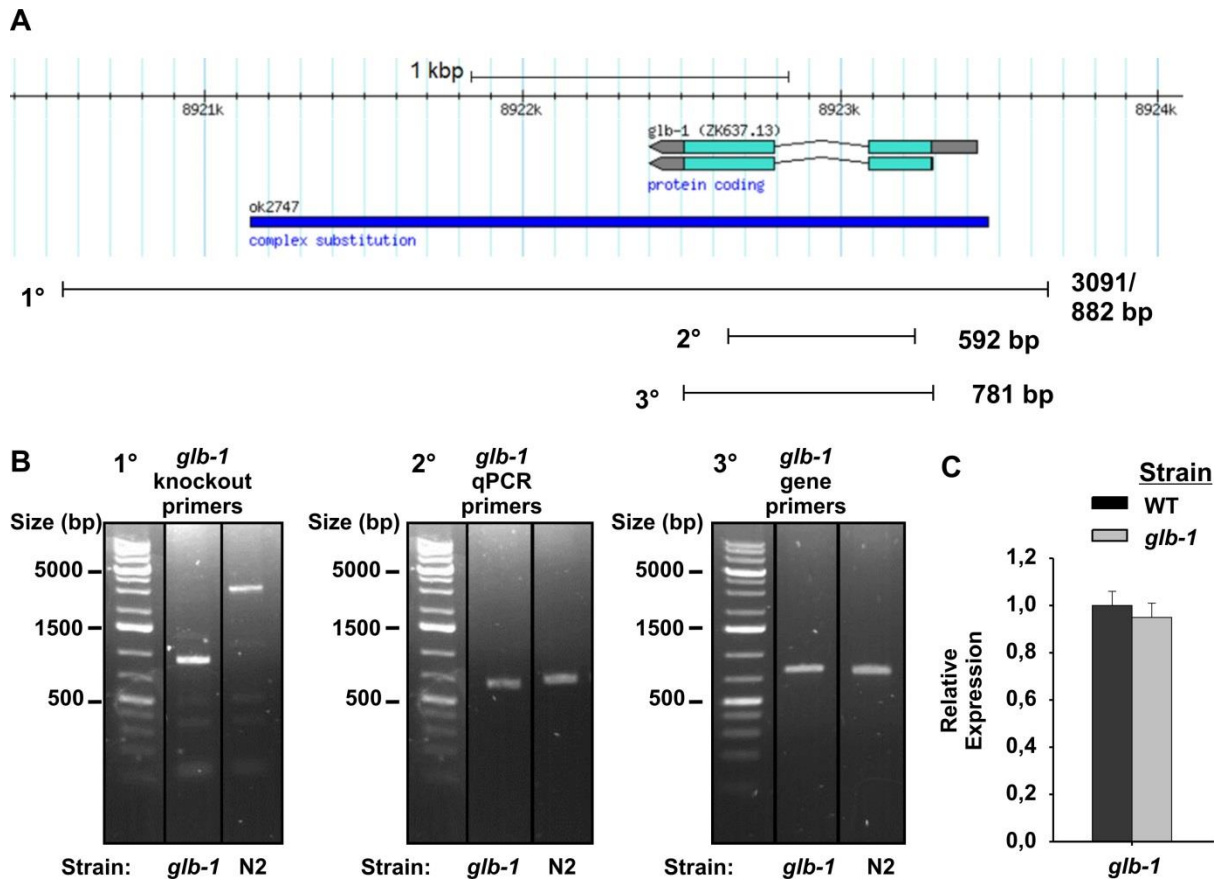 A
1 kbp
8921k 8922k 8923k 8924k
glb-1 (ZK637.13)
protein coding
ok2747
complex substitution
1° 3091/
882 bp
2° 592 bp
3° 781 bp
B
1° glb-1
knockout
primers
Size (bp)
5000
1500
500
Strain: glb-1 N2
2° glb-1
qPCR
primers
Size (bp)
5000
1500
500
Strain: glb-1 N2
3° glb-1
gene
primers
Size (bp)
5000
1500
500
Strain: glb-1 N2
C
Strain
WT
glb-1
Relative
Expression
1,2
1,0
0,8
0,6
0,4
0,2
0,0
glb-1